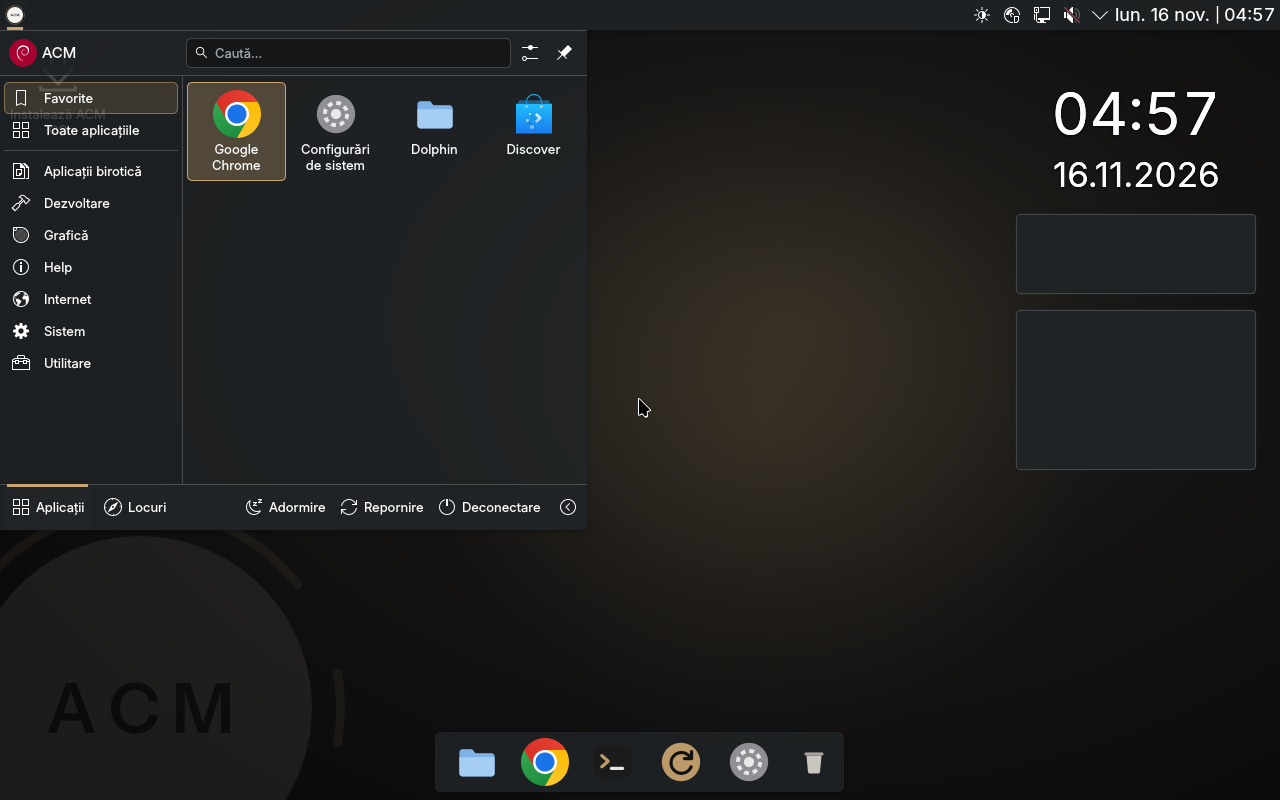 lun. 16 nov. | 04:57
ACM
Caută...
Favorite
Instalează ACM
Toate aplicațiile
Aplicații birotică
Dezvoltare
Grafică
Help
Internet
Sistem
Utilitare
Google
Chrome
Configurări
de sistem
Dolphin
Discover
04:57
16.11.2026
Aplicații
Locuri
Adormire
Repornire
Deconectare
ACM